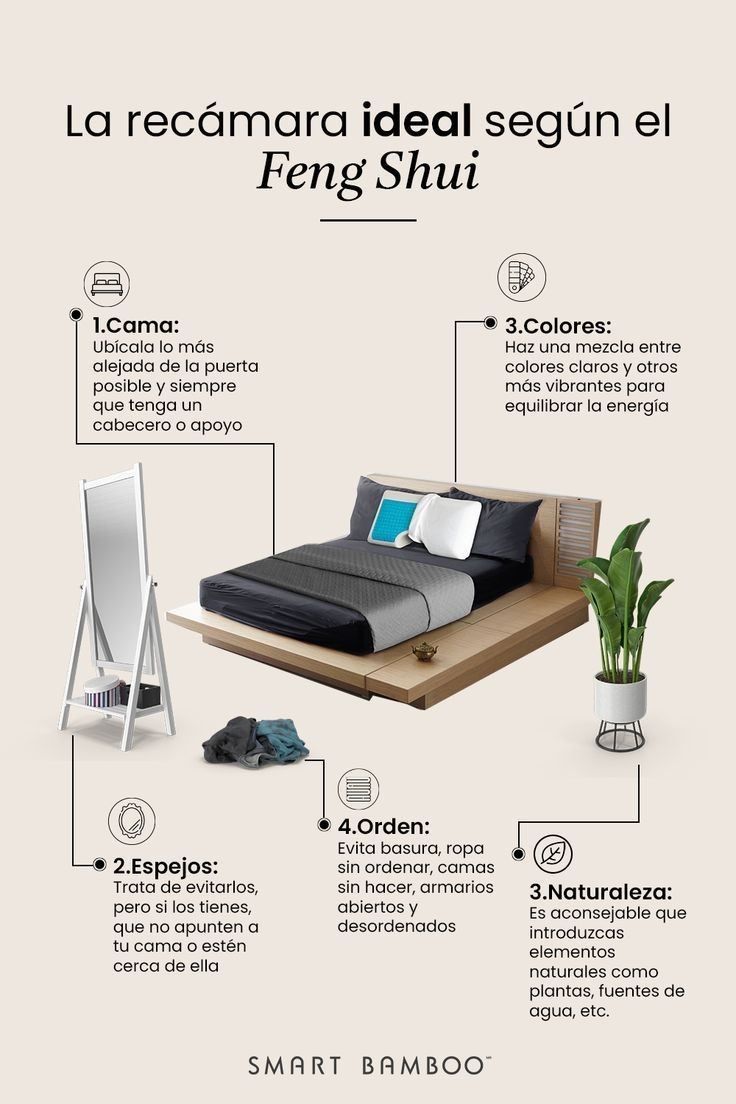 La recámara ideal según el
Feng Shui
1.Cama:
Ubícala lo más
alejada de la puerta
posible y siempre
que tenga un
cabecero o apoyo
3.Colores:
Haz una mezcla entre
colores claros y otros
más vibrantes para
equilibrar la energía
2.Espejos:
Trata de evitarlos,
pero si los tienes,
que no apunten a
tu cama o estén
cerca de ella
4.Orden:
Evita basura, ropa
sin ordenar, camas
sin hacer, armarios
abiertos y
desordenados
3.Naturaleza:
Es aconsejable que
introduzcas
elementos
naturales como
plantas, fuentes de
agua, etc.
SMART BAMBOO